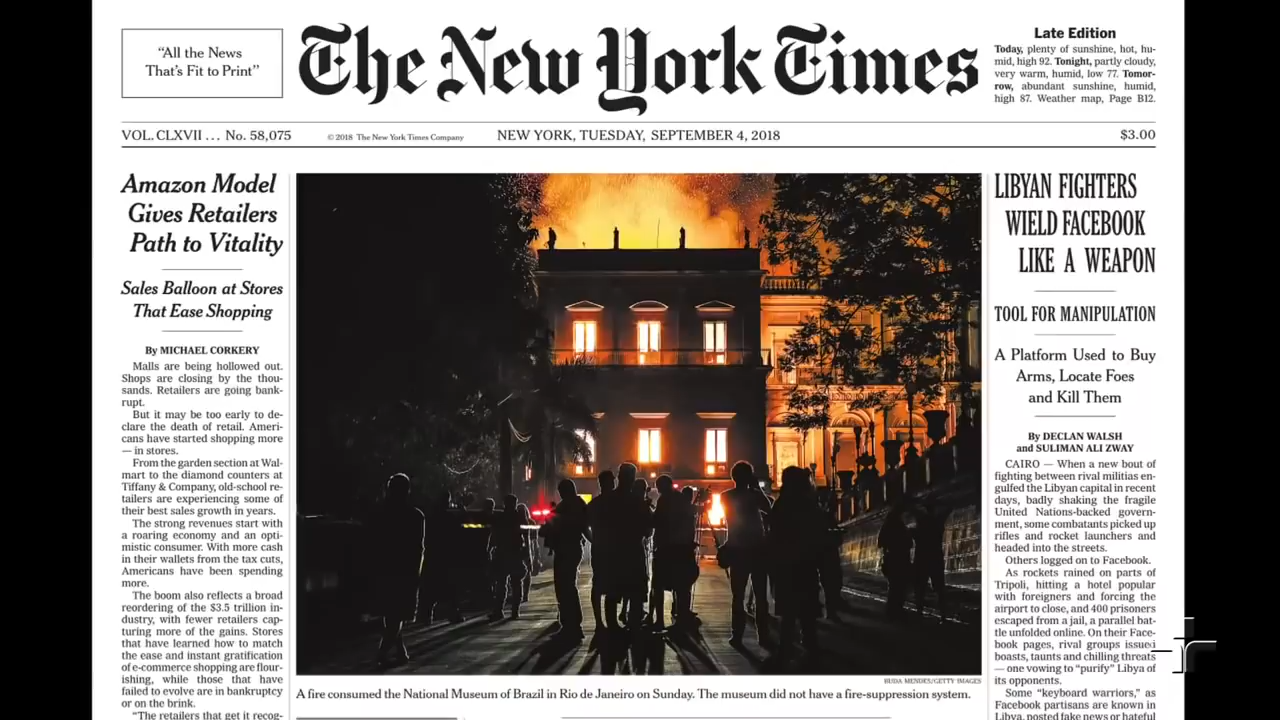 "All the News
That's Fit to Print"
The New York Times
Late Edition
Today, plenty of sunshine, hot, hu-
mid, high 92. Tonight, partly cloudy,
very warm, humid, low 77. Tomor-
row, abundant sunshine, humid,
high 87. Weather map, Page B12.
VOL. CLXVII . . . No. 58,075
© 2018 The New York Times Company
NEW YORK, TUESDAY, SEPTEMBER 4, 2018
$3.00
Amazon Model
Gives Retailers
Path to Vitality
Sales Balloon at Stores
That Ease Shopping
By MICHAEL CORKERY
Malls are being hollowed out.
Shops are closing by the thou-
sands. Retailers are going bank-
rupt.
But it may be too early to de-
clare the death of retail. Ameri-
cans have started shopping more
— in stores.
From the garden section at Wal-
mart to the diamond counters at
Tiffany & Company, old-school re-
tailers are experiencing some of
their best sales growth in years.
The strong revenues start with
a roaring economy and an opti-
mistic consumer. With more cash
in their wallets from the tax cuts,
Americans have been spending
more.
The boom also reflects a broad
reordering of the $3.5 trillion in-
dustry, with fewer retailers cap-
turing more of the gains. Stores
that have learned how to match
the ease and instant gratification
of e-commerce shopping are flour-
ishing, while those that have
failed to evolve are in bankruptcy
or on the brink.
"The retailers that get it recog-
BUDA MENDES/GETTY IMAGES
A fire consumed the National Museum of Brazil in Rio de Janeiro on Sunday. The museum did not have a fire-suppression system.
LIBYAN FIGHTERS
WIELD FACEBOOK
LIKE A WEAPON
TOOL FOR MANIPULATION
A Platform Used to Buy
Arms, Locate Foes
and Kill Them
By DECLAN WALSH
and SULIMAN ALI ZWAY
CAIRO — When a new bout of
fighting between rival militias en-
gulfed the Libyan capital in recent
days, badly shaking the fragile
United Nations-backed govern-
ment, some combatants picked up
rifles and rocket launchers and
headed into the streets.
Others logged on to Facebook.
As rockets rained on parts of
Tripoli, hitting a hotel popular
with foreigners and forcing the
airport to close, and 400 prisoners
escaped from a jail, a parallel bat-
tle unfolded online. On their Face-
book pages, rival groups issued
boasts, taunts and chilling threats
— one vowing to "purify" Libya of
its opponents.
Some "keyboard warriors," as
Facebook partisans are known in
Libya, posted fake news or hateful